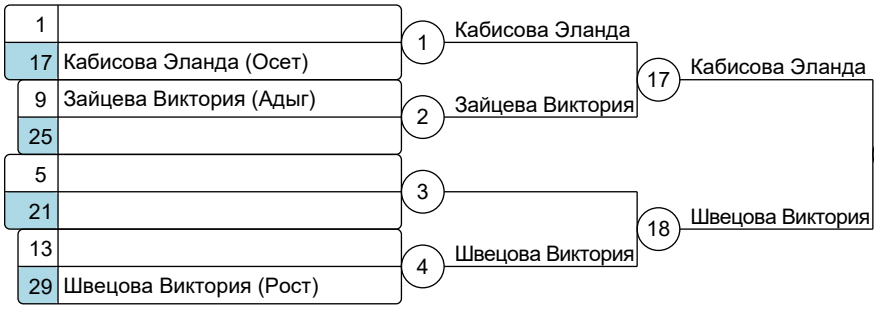 1
17 Кабисова Эланда (Осет)
9 Зайцева Виктория (Адыг)
25
5
21
13
29 Швецова Виктория (Рост)
1 Кабисова Эланда
2 Зайцева Виктория
3
4 Швецова Виктория
17 Кабисова Эланда
18 Швецова Виктория